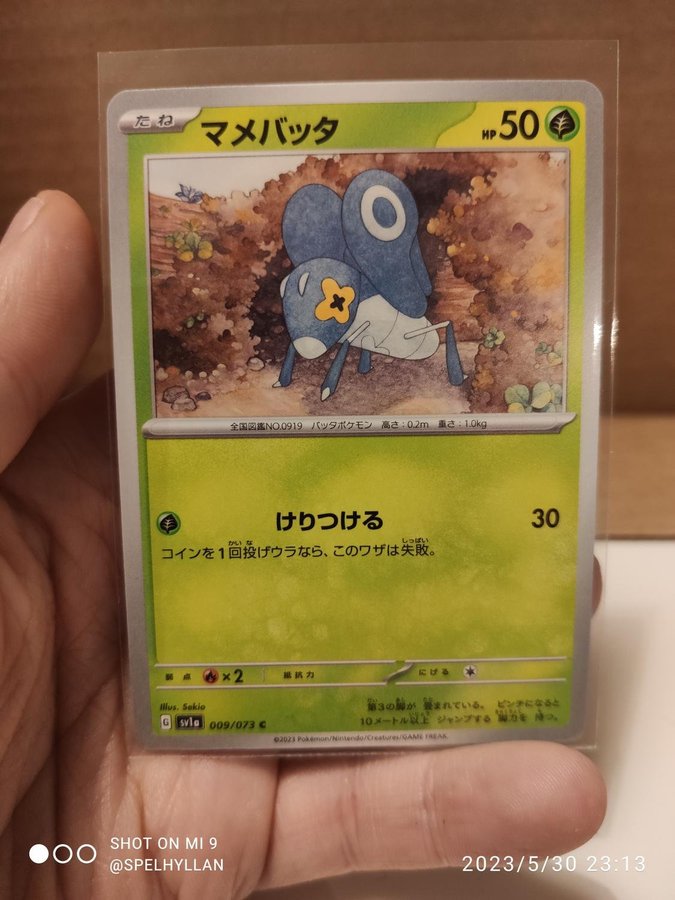 たね マメバッタ HP 50
全国図鑑NO.0919 バッタポケモン 高さ:0.2m 重さ:1.0kg
けりつける 30
コインを1回投げウラなら、このワザは失敗。
弱点 ×2 抵抗力 にげる
Illus. Sekio
第3の脚が 畳まれている。 ピンチになると
10メートル以上 ジャンプする 脚力を 持つ。
G sv1a 009/073 C
©2023 Pokémon/Nintendo/Creatures/GAME FREAK.
SHOT ON MI 9
@SPELHYLLAN
2023/5/30 23:13